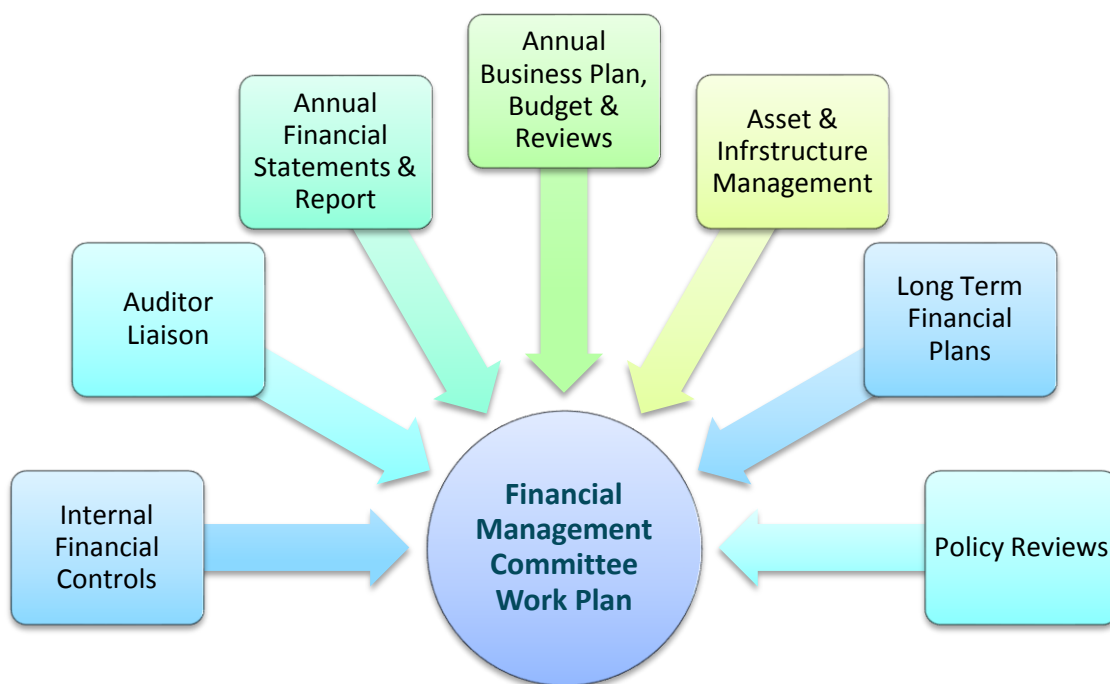 Annual
Business Plan,
Budget &
Reviews
Annual
Financial
Statements &
Report
Asset &
Infrstructure
Management
Auditor
Liaison
Long Term
Financial
Plans
Internal
Financial
Controls
Financial
Management
Committee
Work Plan
Policy Reviews